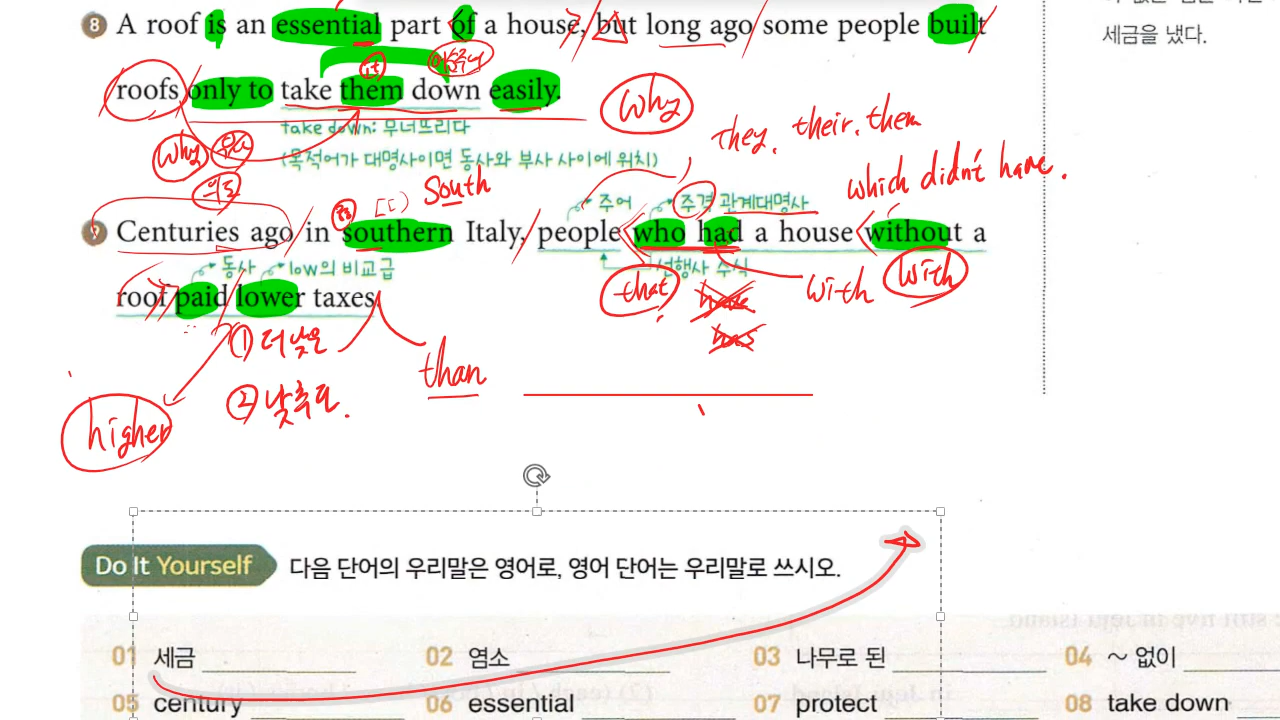 세금을 냈다.
8 A roof is an essential part of a house, but long ago some people built
it
roofs only to take them down easily.
why
take down: 무너뜨리다
they, their, them
why
(목적어가 대명사이면 동사와 부사 사이에 위치)
의도
South
which didn't have.
주어 주격 관계대명사
9 Centuries ago in southern Italy, people who had a house without a
동사 low의 비교급
선행사 수식
that
with with
roof paid lower taxes.
have
has
① 더 낮은
than
② 낮추다.
higher
Do It Yourself 다음 단어의 우리말은 영어로, 영어 단어는 우리말로 쓰시오.
01 세금 02 염소 03 나무로 된 04 ~ 없이
05 century 06 essential 07 protect 08 take down